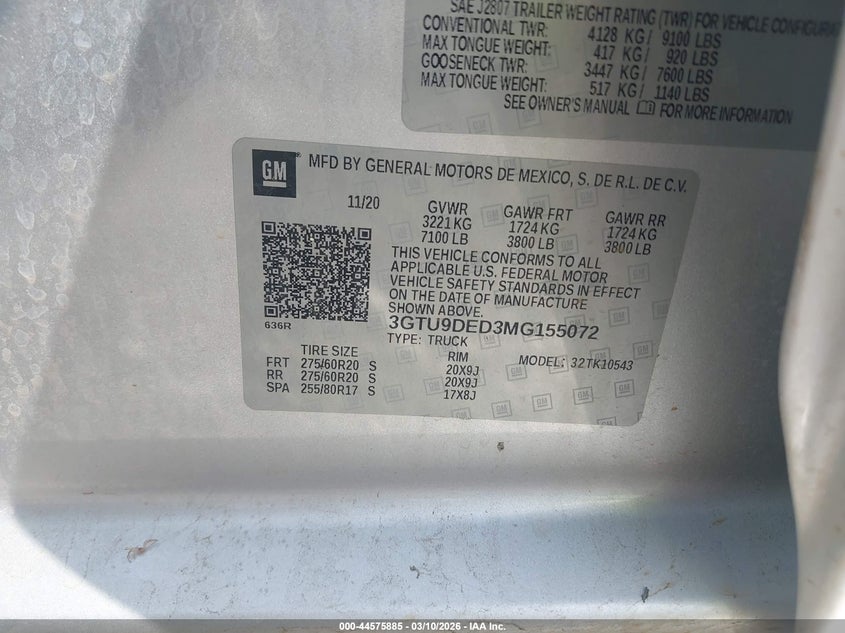 SAE J2807 TRAILER WEIGHT RATING (TWR) FOR VEHICLE
CONVENTIONAL TWR: 4128 KG/ 9100 LBS
MAX TONGUE WEIGHT: 417 KG/ 920 LBS
GOOSENECK TWR: 3447 KG/ 7600 LBS
MAX TONGUE WEIGHT: 517 KG/ 1140 LBS
SEE OWNER'S MANUAL FOR MORE INFORMATION
GM MFD BY GENERAL MOTORS DE MEXICO, S. DE R.L. DE C.V.
11/20 GVWR GAWR FRT GAWR RR
3221 KG 1724 KG 1724 KG
7100 LB 3800 LB 3800 LB
THIS VEHICLE CONFORMS TO ALL
APPLICABLE U.S. FEDERAL MOTOR
VEHICLE SAFETY STANDARDS IN EFFECT
ON THE DATE OF MANUFACTURE
SHOWN ABOVE.
636R 3GTU9DED3MG155072
TYPE: TRUCK
TIRE SIZE RIM MODEL: 32TK10543
FRT 275/60R20 S 20X9J
RR 275/60R20 S 20X9J
SPA 255/80R17 S 17X8J
000-44575885 - 03/10/2026 - IAA Inc.